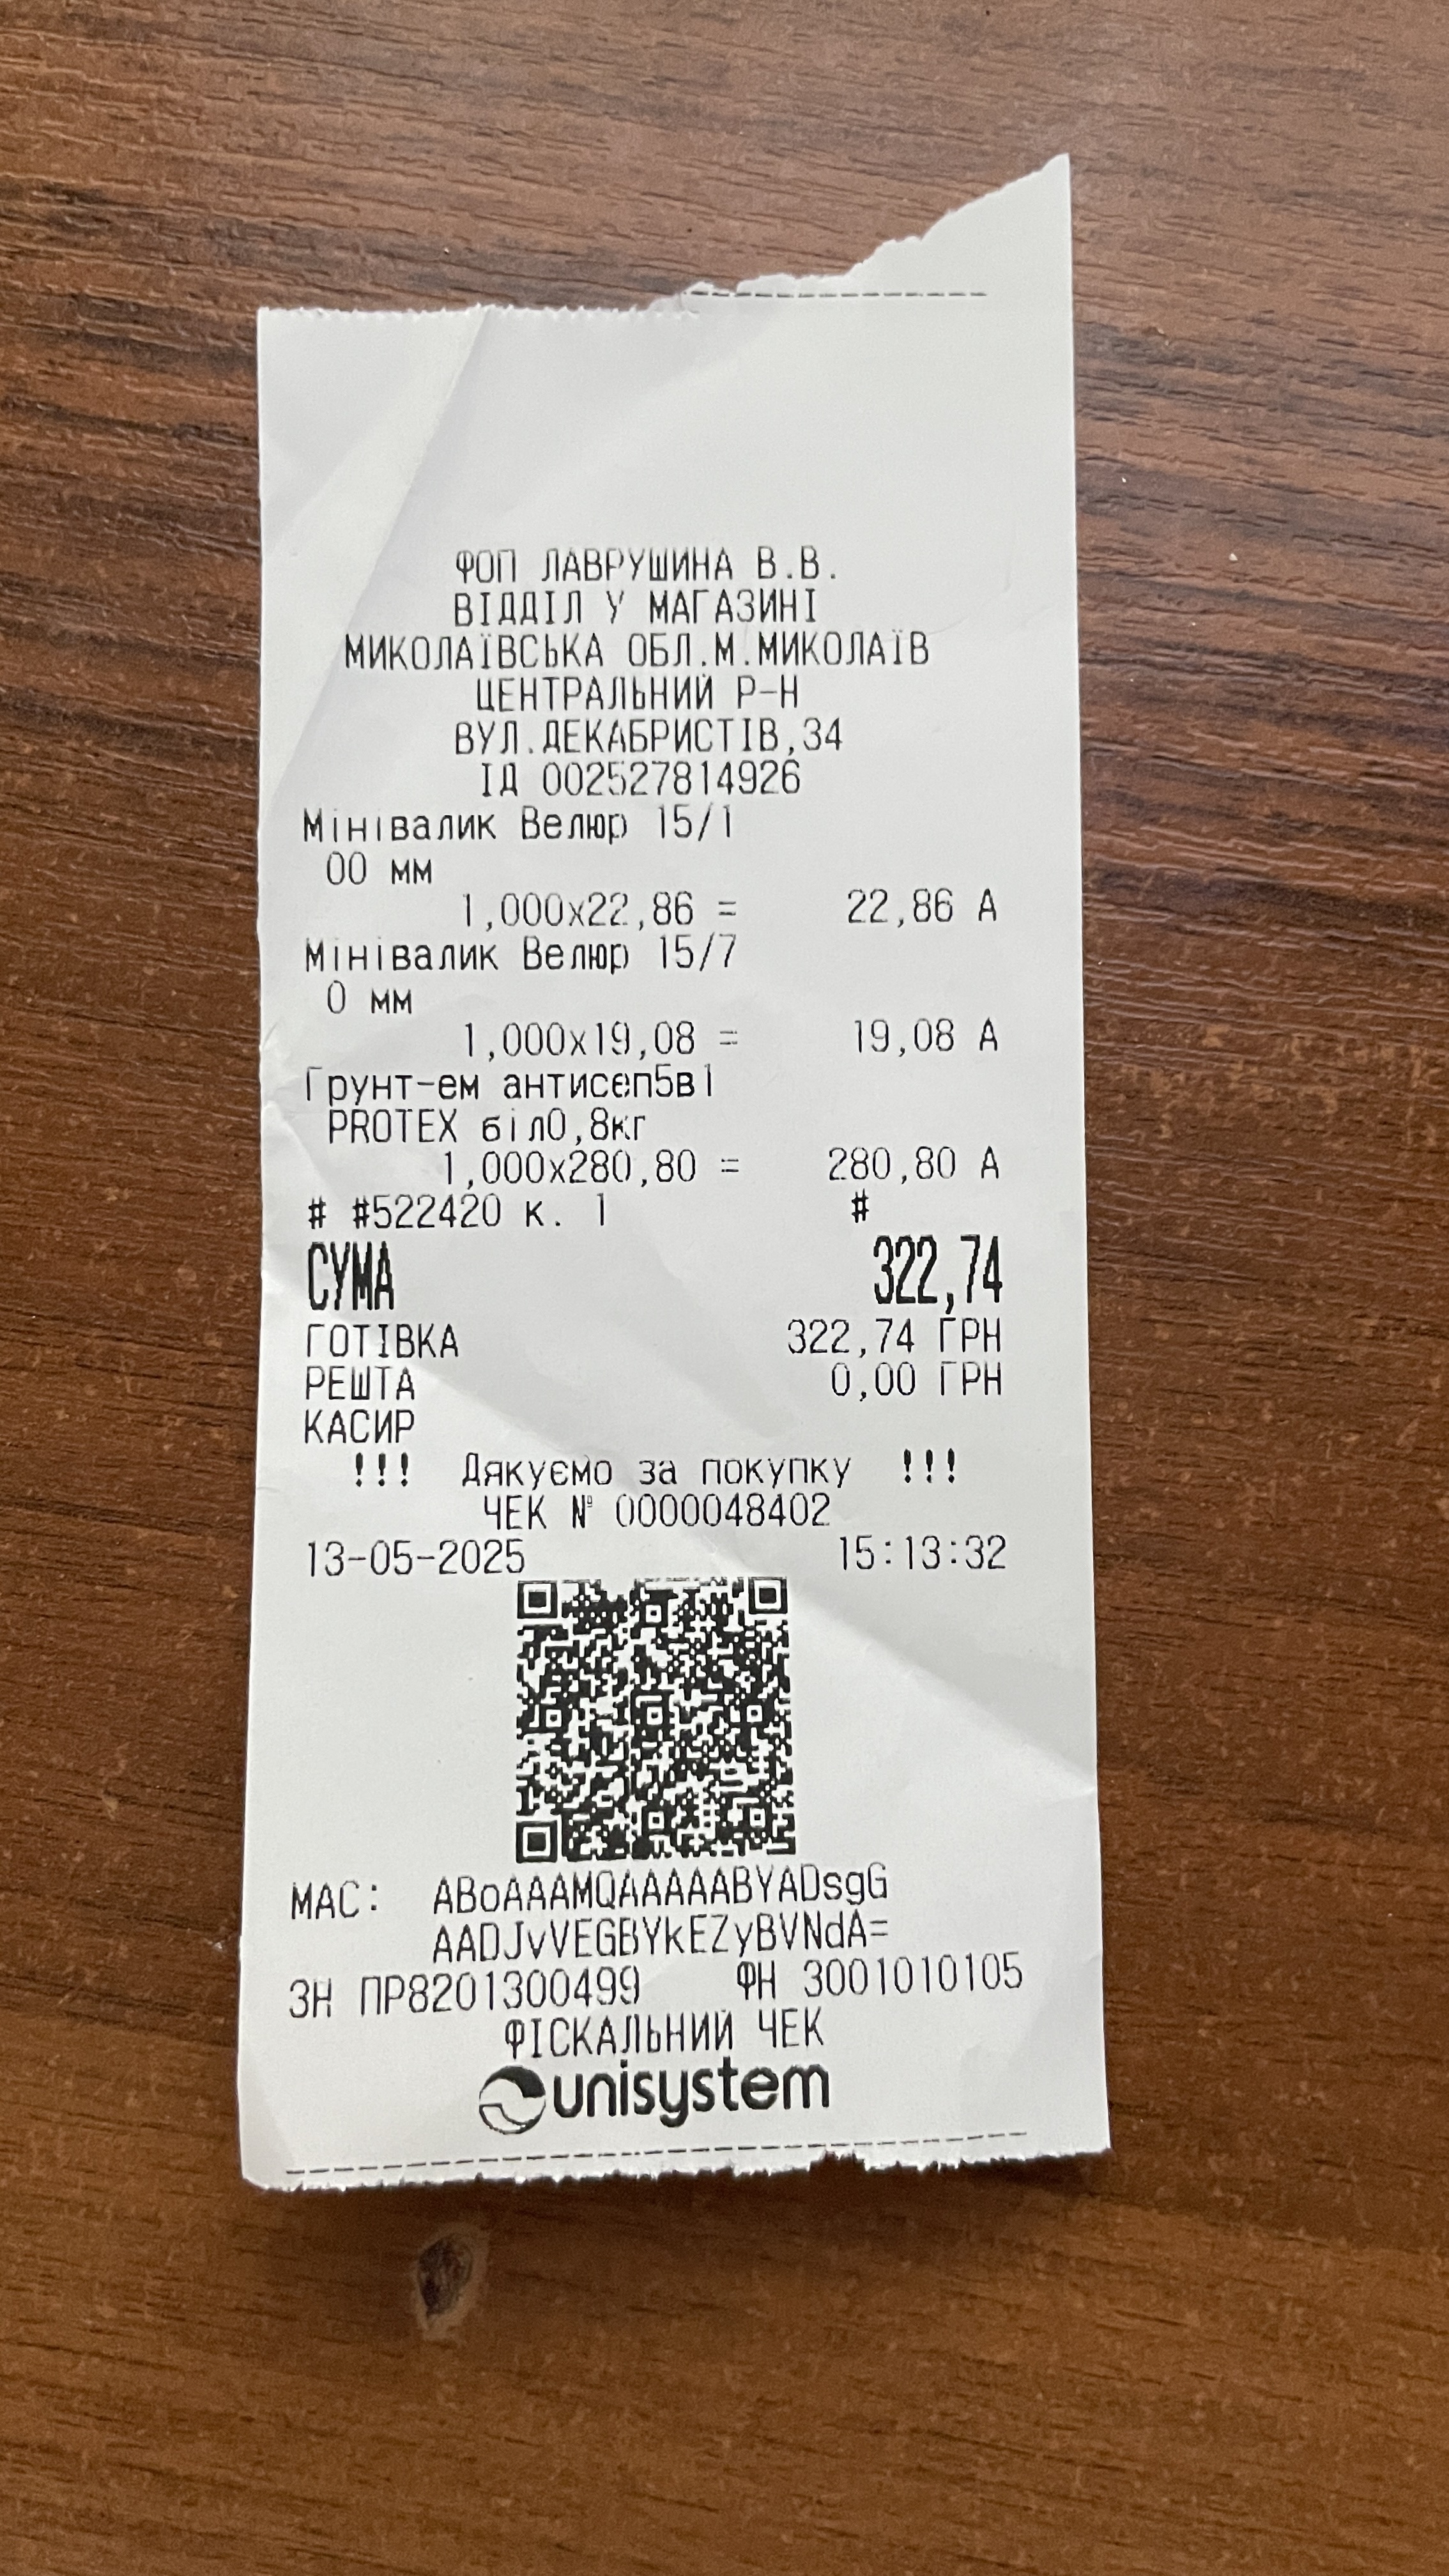 ФОП ЛАВРУШИНА В.В.
ВІДДІЛ У МАГАЗИНІ
МИКОЛАЇВСЬКА ОБЛ.М.МИКОЛАЇВ
ЦЕНТРАЛЬНИЙ Р-Н
ВУЛ.ДЕКАБРИСТІВ,34
ІД 002527814926
Мінівалик Велюр 15/1
00 мм
1,000х22,86 = 22,86 А
Мінівалик Велюр 15/7
0 мм
1,000х19,08 = 19,08 А
Грунт-ем антисеп5в1
PROTEX біл0,8кг
1,000х280,80 = 280,80 А
# #522420 к. 1 #
СУМА 322,74
ГОТІВКА 322,74 ГРН
РЕШТА 0,00 ГРН
КАСИР
!!! Дякуємо за покупку !!!
ЧЕК № 0000048402
13-05-2025 15:13:32
MAC: ABoAAAMQAAAAABYADsgG
AADJvVEGBYkEZyBVNdA=
ЗН ПР8201300499 ФН 3001010105
ФІСКАЛЬНИЙ ЧЕК
unisystem